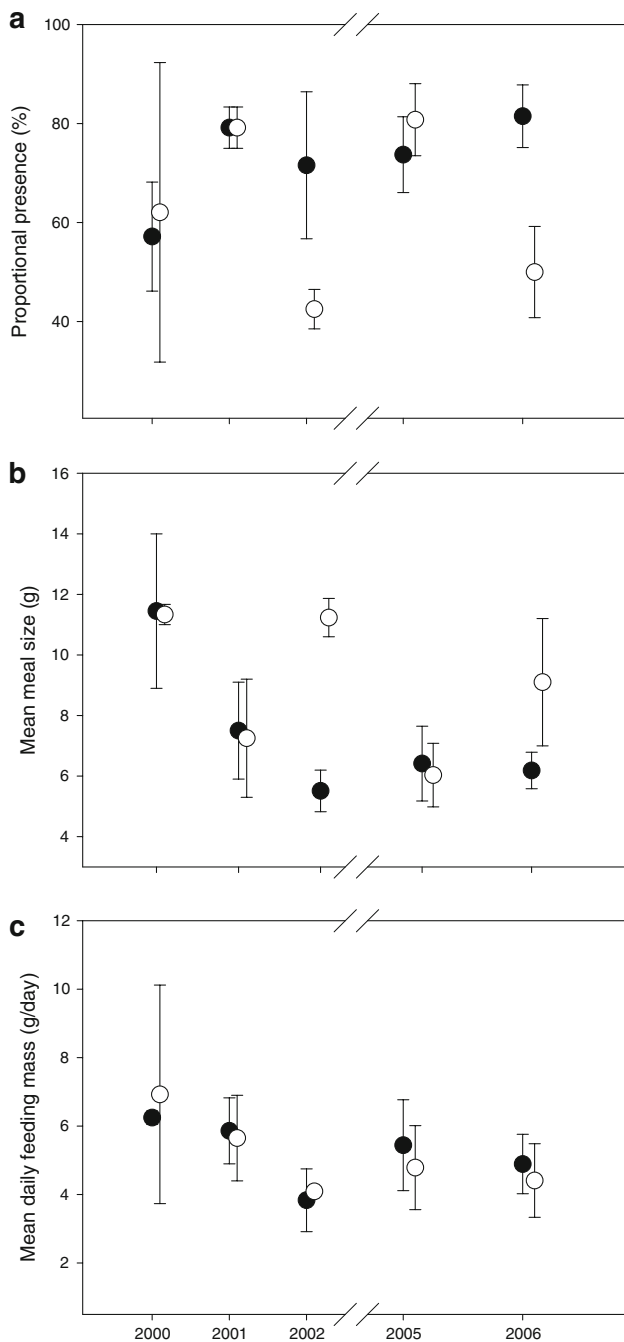 a
Proportional presence (%)
100
80
60
40
b
Mean meal size (g)
16
14
12
10
8
6
4
c
Mean daily feeding mass (g/day)
12
10
8
6
4
2
2000 2001 2002 2005 2006